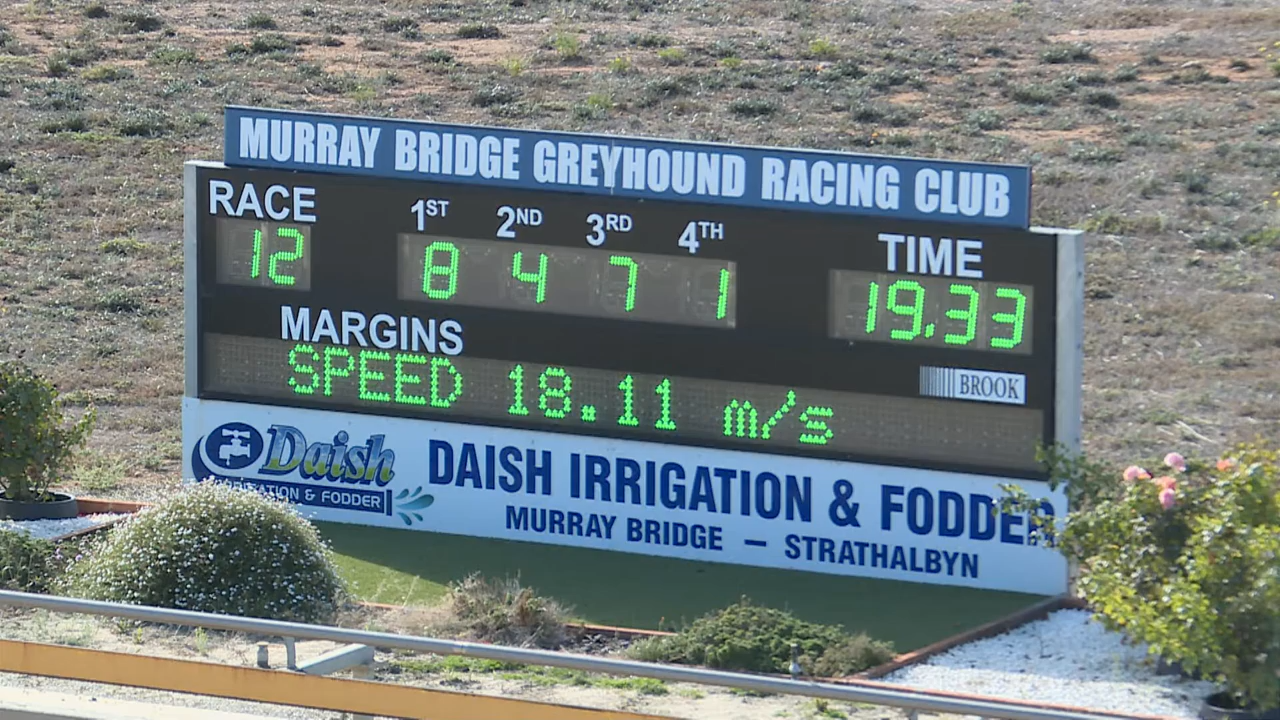 MURRAY BRIDGE GREYHOUND RACING CLUB
RACE 1ST 2ND 3RD 4TH TIME
12 8 4 7 1 19.33
MARGINS
BROOK
SPEED 18.11 m/s
Daish
IRRIGATION & FODDER
DAISH IRRIGATION & FODDER
MURRAY BRIDGE – STRATHALBYN